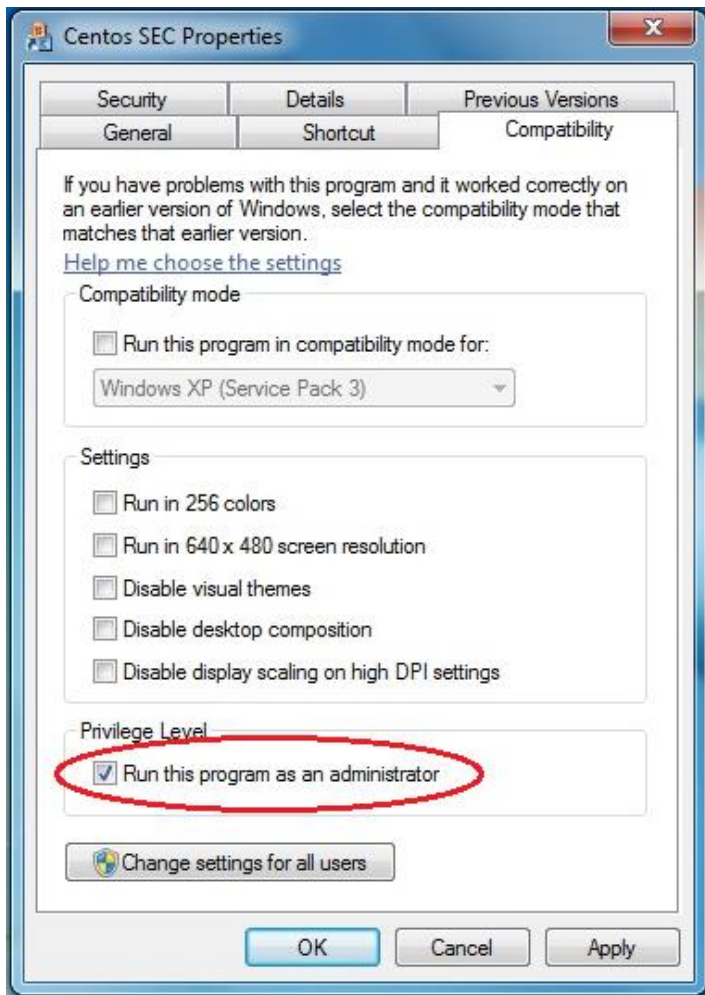 Centos SEC Properties
Security Details Previous Versions
General Shortcut Compatibility
If you have problems with this program and it worked correctly on
an earlier version of Windows, select the compatibility mode that
matches that earlier version.
Help me choose the settings
Compatibility mode
Run this program in compatibility mode for:
Windows XP (Service Pack 3)
Settings
Run in 256 colors
Run in 640 x 480 screen resolution
Disable visual themes
Disable desktop composition
Disable display scaling on high DPI settings
Privilege Level
Run this program as an administrator
Change settings for all users
OK Cancel Apply